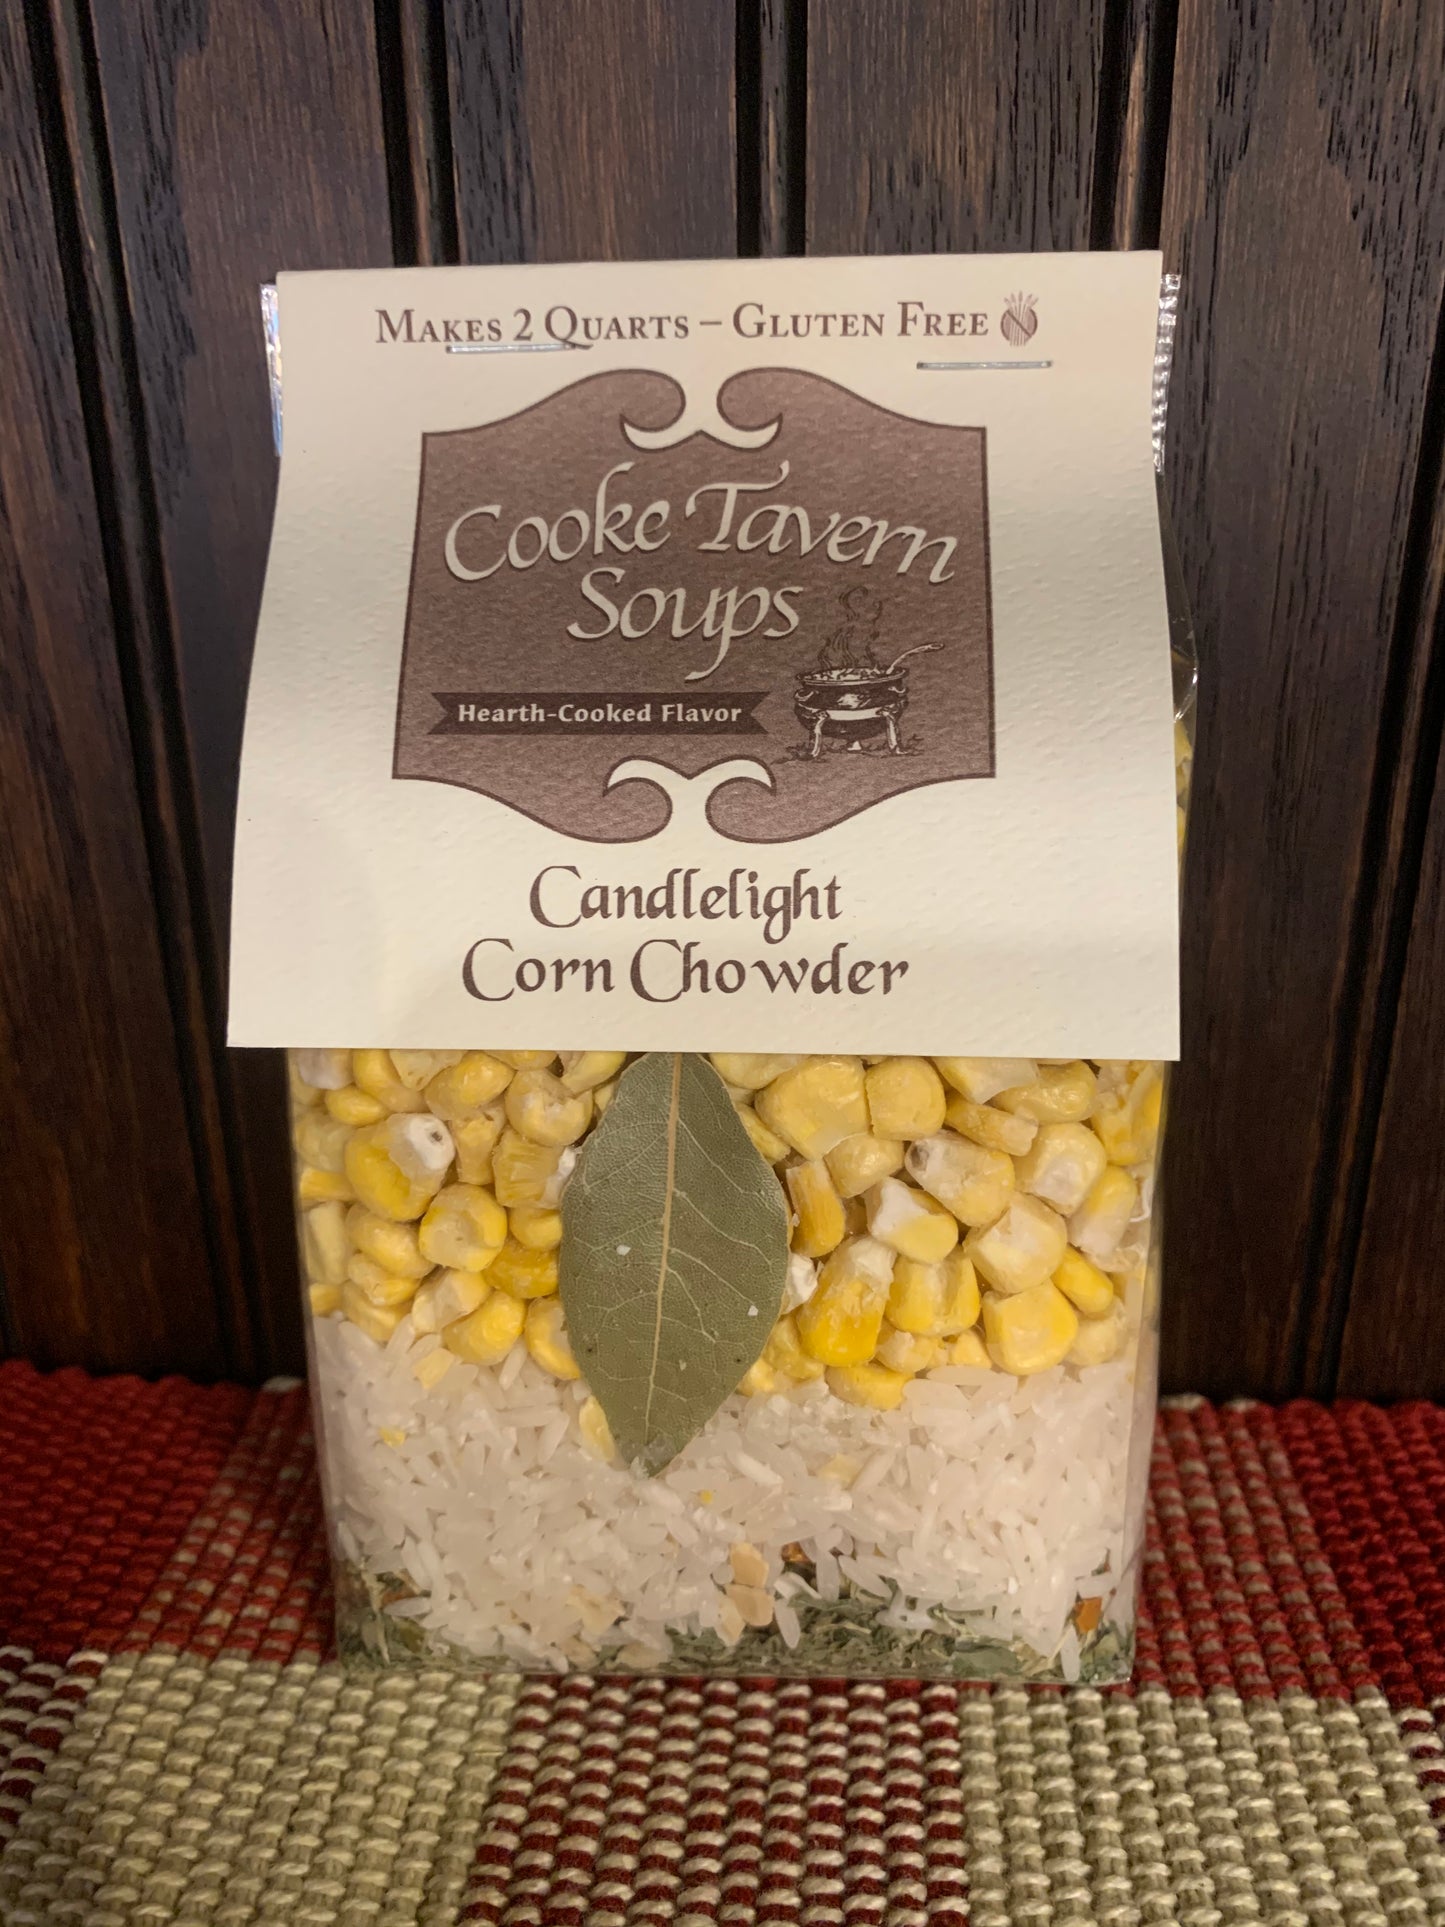 Makes 2 Quarts – Gluten Free
Cooke Tavern
Soups
Hearth-Cooked Flavor
Candlelight
Corn Chowder